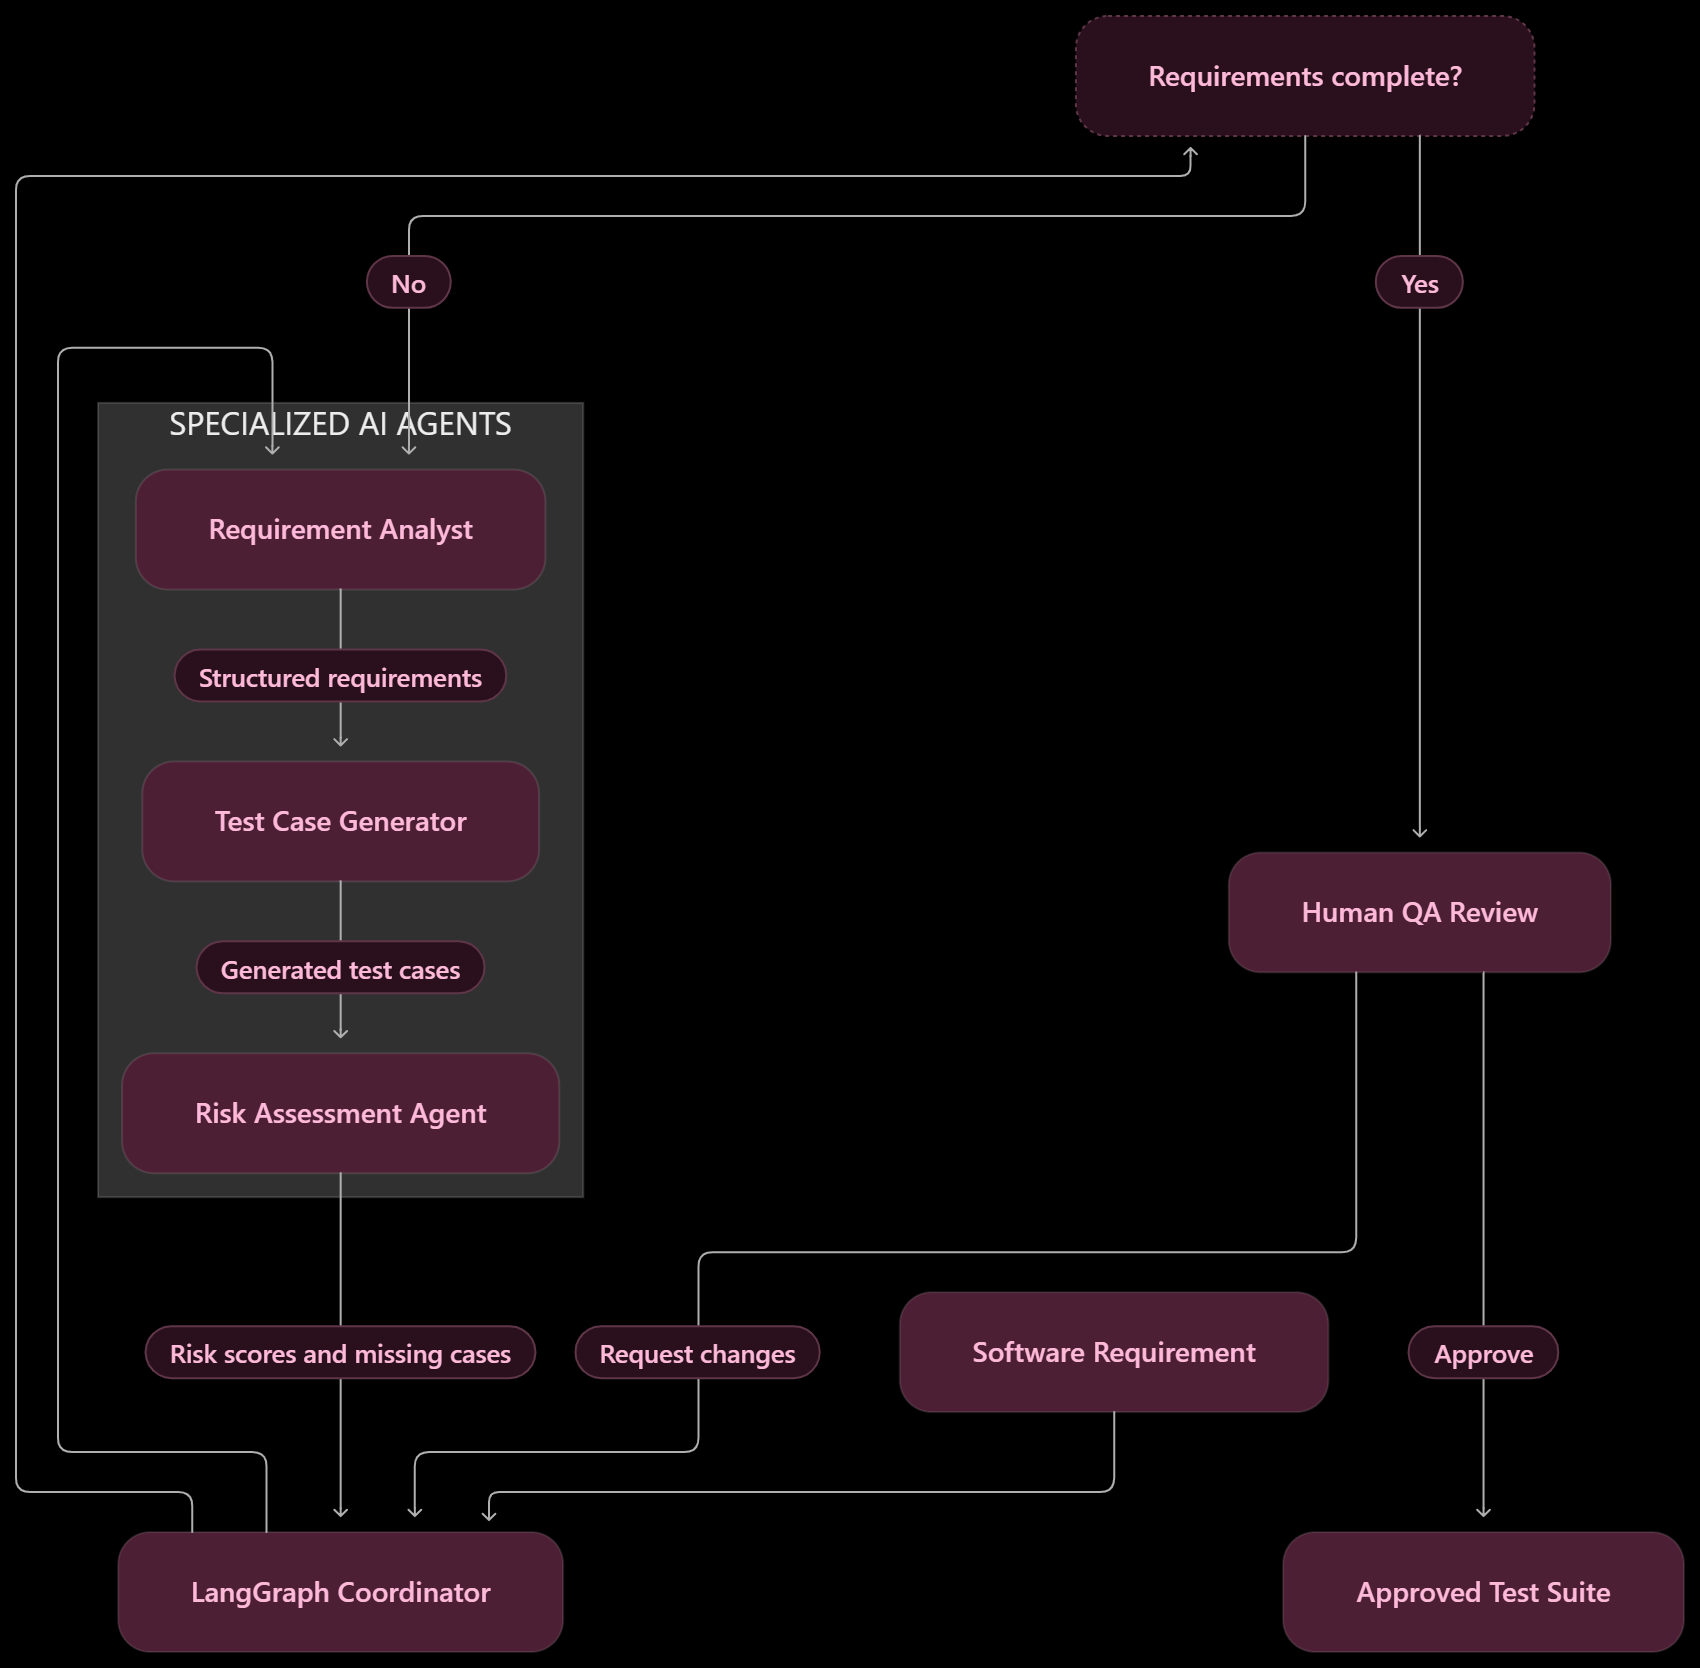 Requirements complete?
No
Yes
SPECIALIZED AI AGENTS
Requirement Analyst
Structured requirements
Test Case Generator
Human QA Review
Generated test cases
Risk Assessment Agent
Risk scores and missing cases
Request changes
Software Requirement
Approve
LangGraph Coordinator
Approved Test Suite